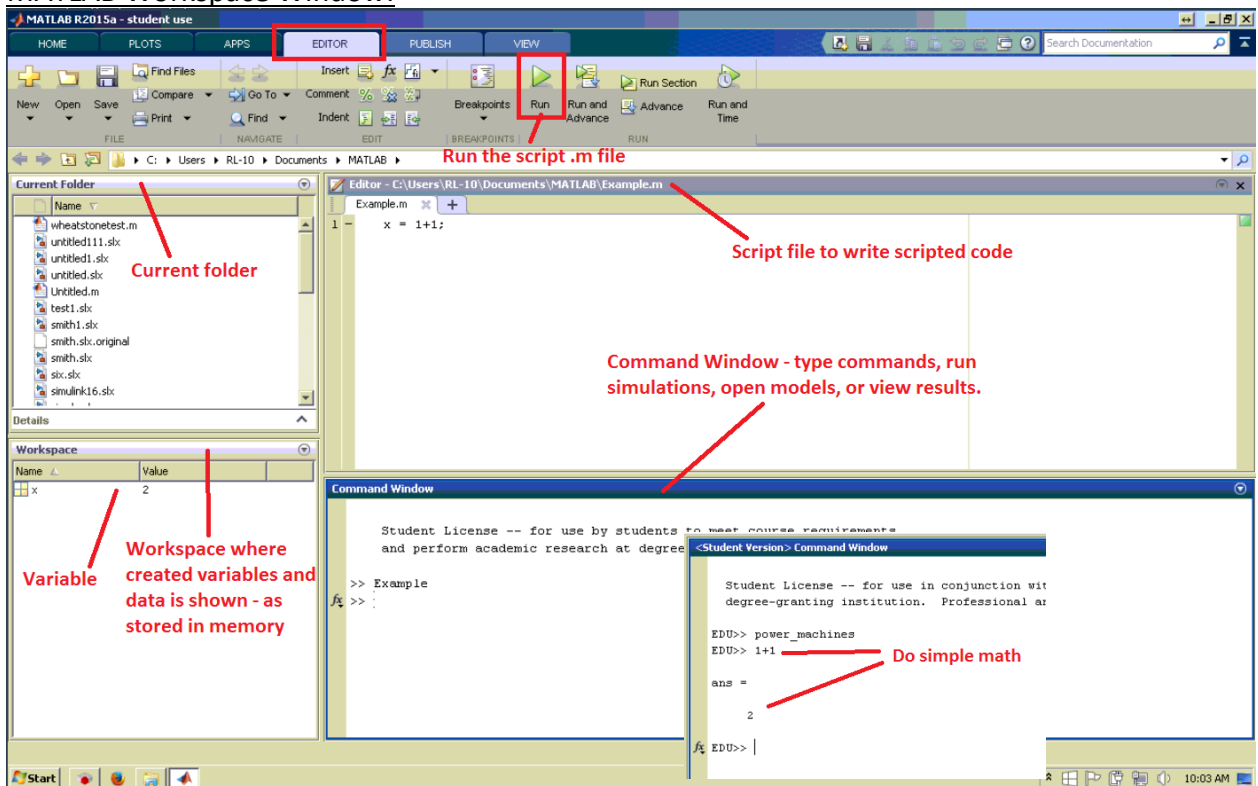 MATLAB Workspace Window:
MATLAB R2015a - student use
HOME PLOTS APPS EDITOR PUBLISH VIEW
Search Documentation
New Open Save
Find Files
Compare
Print
Go To
Find
Insert
Comment
Indent
Breakpoints
Run
Run and Advance
Run Section
Advance
Run and Time
FILE NAVIGATE EDIT BREAKPOINTS RUN
C: Users RL-10 Documents MATLAB
Run the script .m file
Current Folder
Name
wheatstonetest.m
untitled111.slx
untitled1.slx
untitled.slx
Untitled.m
test1.slx
smith1.slx
smith.slx.original
smith.slx
six.slx
simulink16.slx
Details
Current folder
Editor - C:\Users\RL-10\Documents\MATLAB\Example.m
Example.m
1 - x = 1+1;
Script file to write scripted code
Command Window - type commands, run
simulations, open models, or view results.
Workspace
Name Value
x 2
Variable
Workspace where
created variables and
data is shown - as
stored in memory
Command Window
Student License -- for use by students to meet course requirements
and perform academic research at degree
>> Example
fx >>
<Student Version> Command Window
Student License -- for use in conjunction wit
degree-granting institution. Professional ar
EDU>> power_machines
EDU>> 1+1
Do simple math
ans =
2
fx EDU>>
Start
10:03 AM